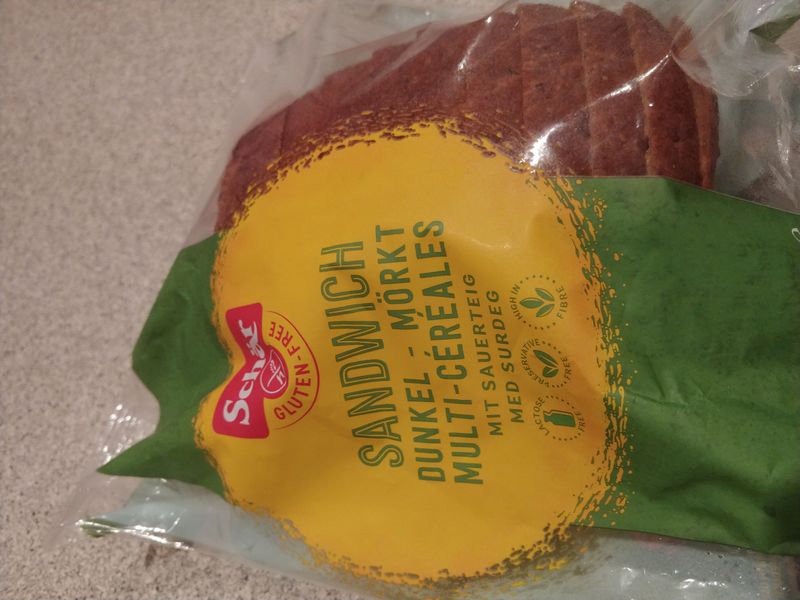 Schär
GLUTEN-FREE
SANDWICH
DUNKEL - MÖRKT
MULTI-CÉRÉALES
MIT SAUERTEIG
MED SURDEG
LACTOSE
FREE
PRESERVATIVE
FREE
HIGH IN
FIBRE